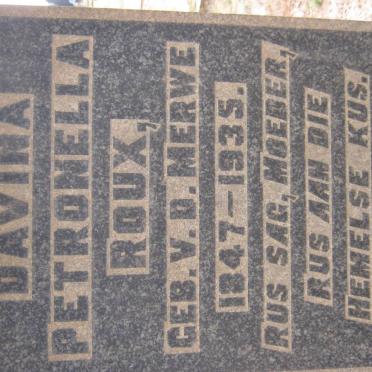 DAVINA
PETRONELLA
ROUX,
GEB. V. D. MERWE
1847–1935.
RUS SAG, MOEDER,
RUS AAN DIE
HEMELSE KUS.